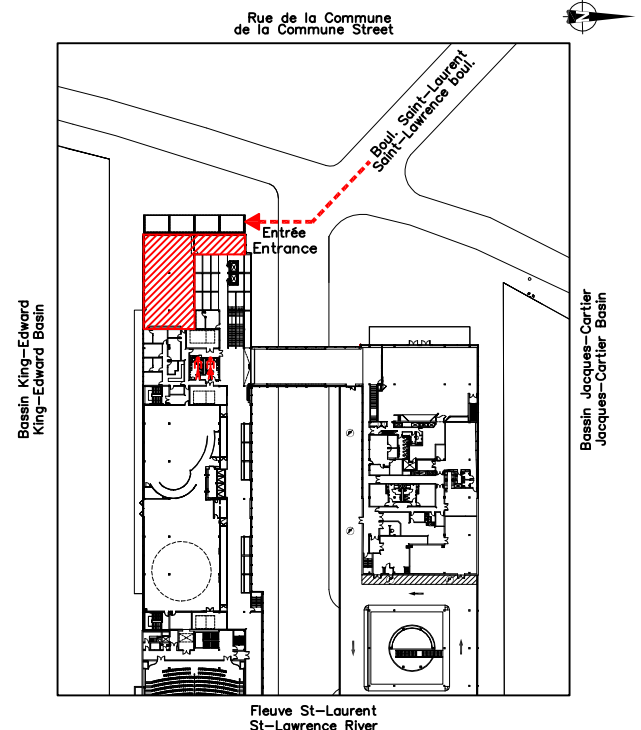 Rue de la Commune
de la Commune Street
N
Boul. Saint-Laurent
Saint-Lawrence boul.
Entrée
Entrance
Bassin King-Edward
King-Edward Basin
Bassin Jacques-Cartier
Jacques-Cartier Basin
P
P
Fleuve St-Laurent
St-Lawrence River